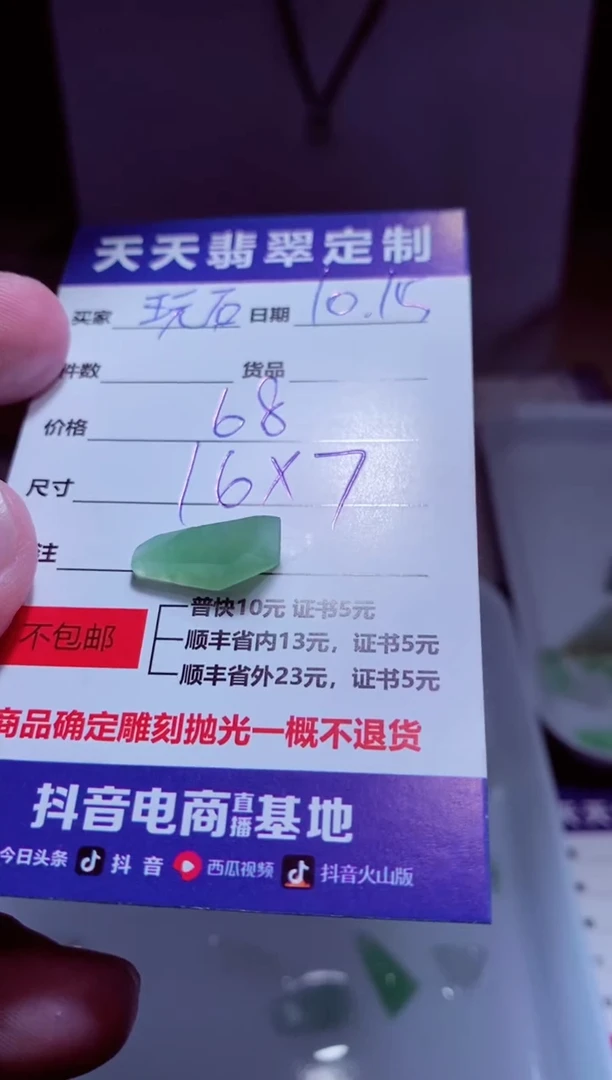 天天翡翠定制
买家 玩石 日期 10.15
件数 货品
价格 68
尺寸 16X7
注
普快10元 证书5元
不包邮
顺丰省内13元，证书5元
顺丰省外23元，证书5元
商品确定雕刻抛光一概不退货
抖音电商直播基地
今日头条 抖音 西瓜视频 抖音火山版